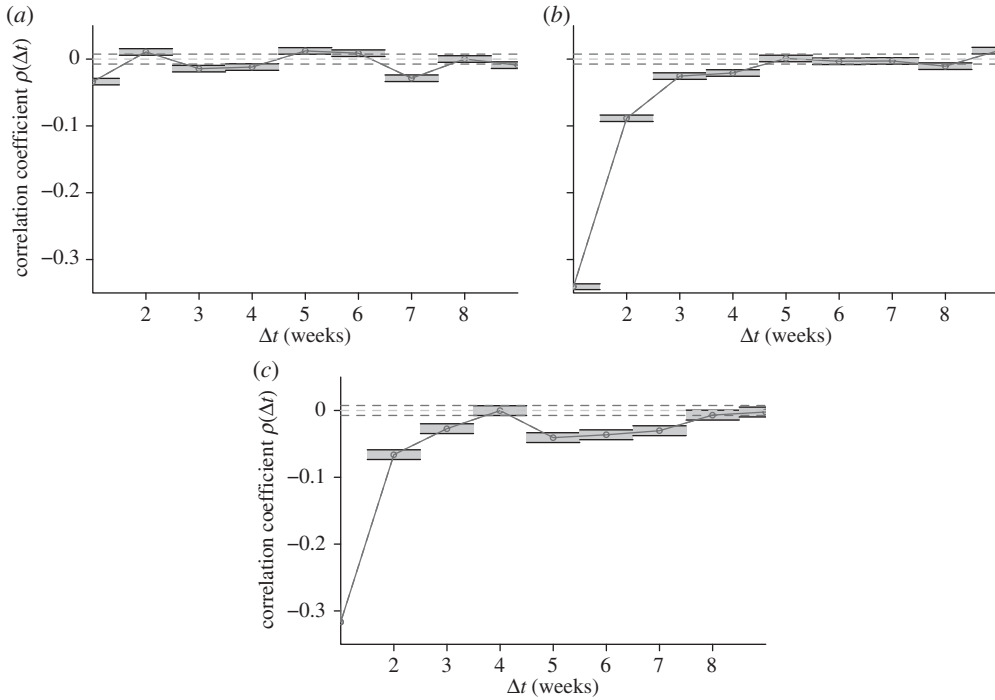 (a)
0
−0.1
−0.2
−0.3
correlation coefficient ρ(Δt)
2 3 4 5 6 7 8
Δt (weeks)
(b)
2 3 4 5 6 7 8
Δt (weeks)
(c)
0
−0.1
−0.2
−0.3
correlation coefficient ρ(Δt)
2 3 4 5 6 7 8
Δt (weeks)